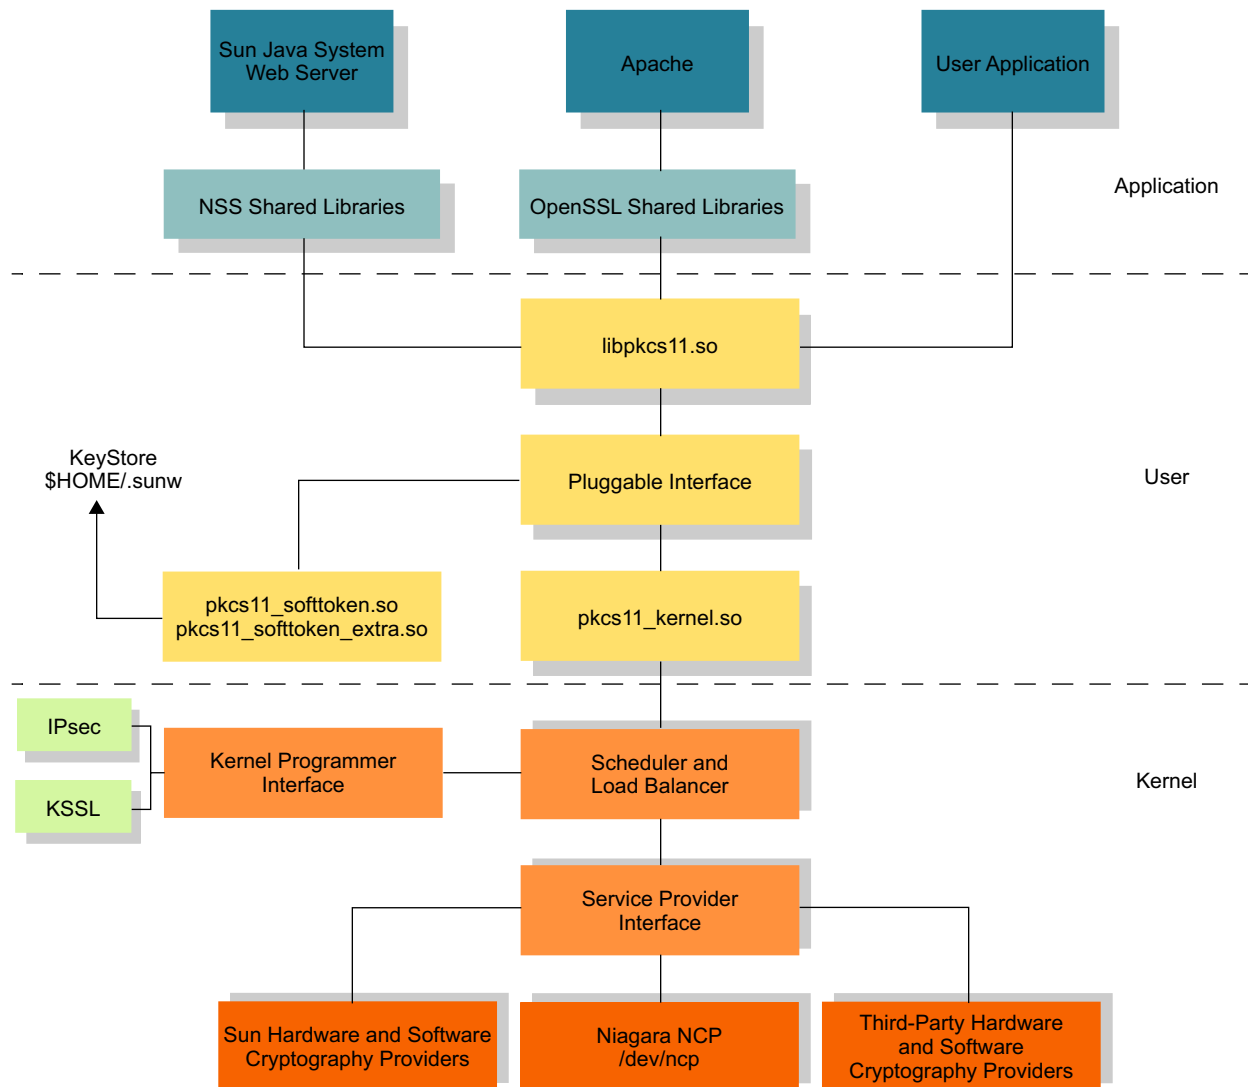 Sun Java System
Web Server
Apache
User Application
NSS Shared Libraries
OpenSSL Shared Libraries
Application
libpkcs11.so
KeyStore
$HOME/.sunw
Pluggable Interface
User
pkcs11_softtoken.so
pkcs11_softtoken_extra.so
pkcs11_kernel.so
IPsec
KSSL
Kernel Programmer
Interface
Scheduler and
Load Balancer
Kernel
Service Provider
Interface
Sun Hardware and Software
Cryptography Providers
Niagara NCP
/dev/ncp
Third-Party Hardware
and Software
Cryptography Providers